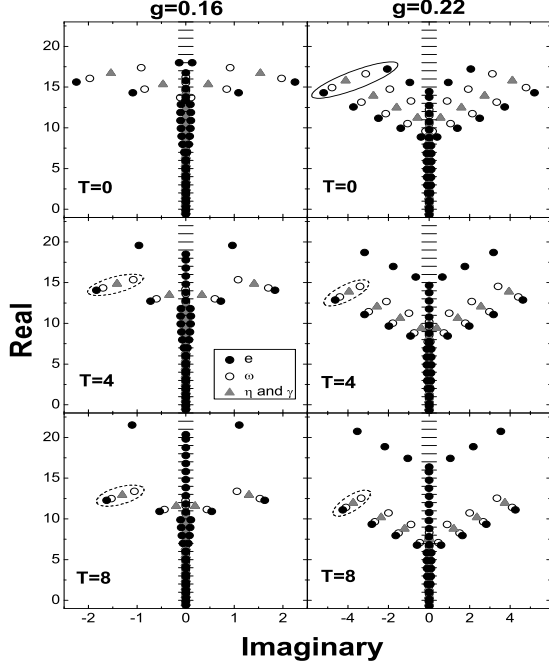 g=0.16 g=0.22
20
15
10
5
0
T=0 T=0
20
15
10
5
0
T=4 T=4
e
ω
η and γ
20
15
10
5
0
T=8 T=8
-2 -1 0 1 2 -4 -2 0 2 4
Real
Imaginary